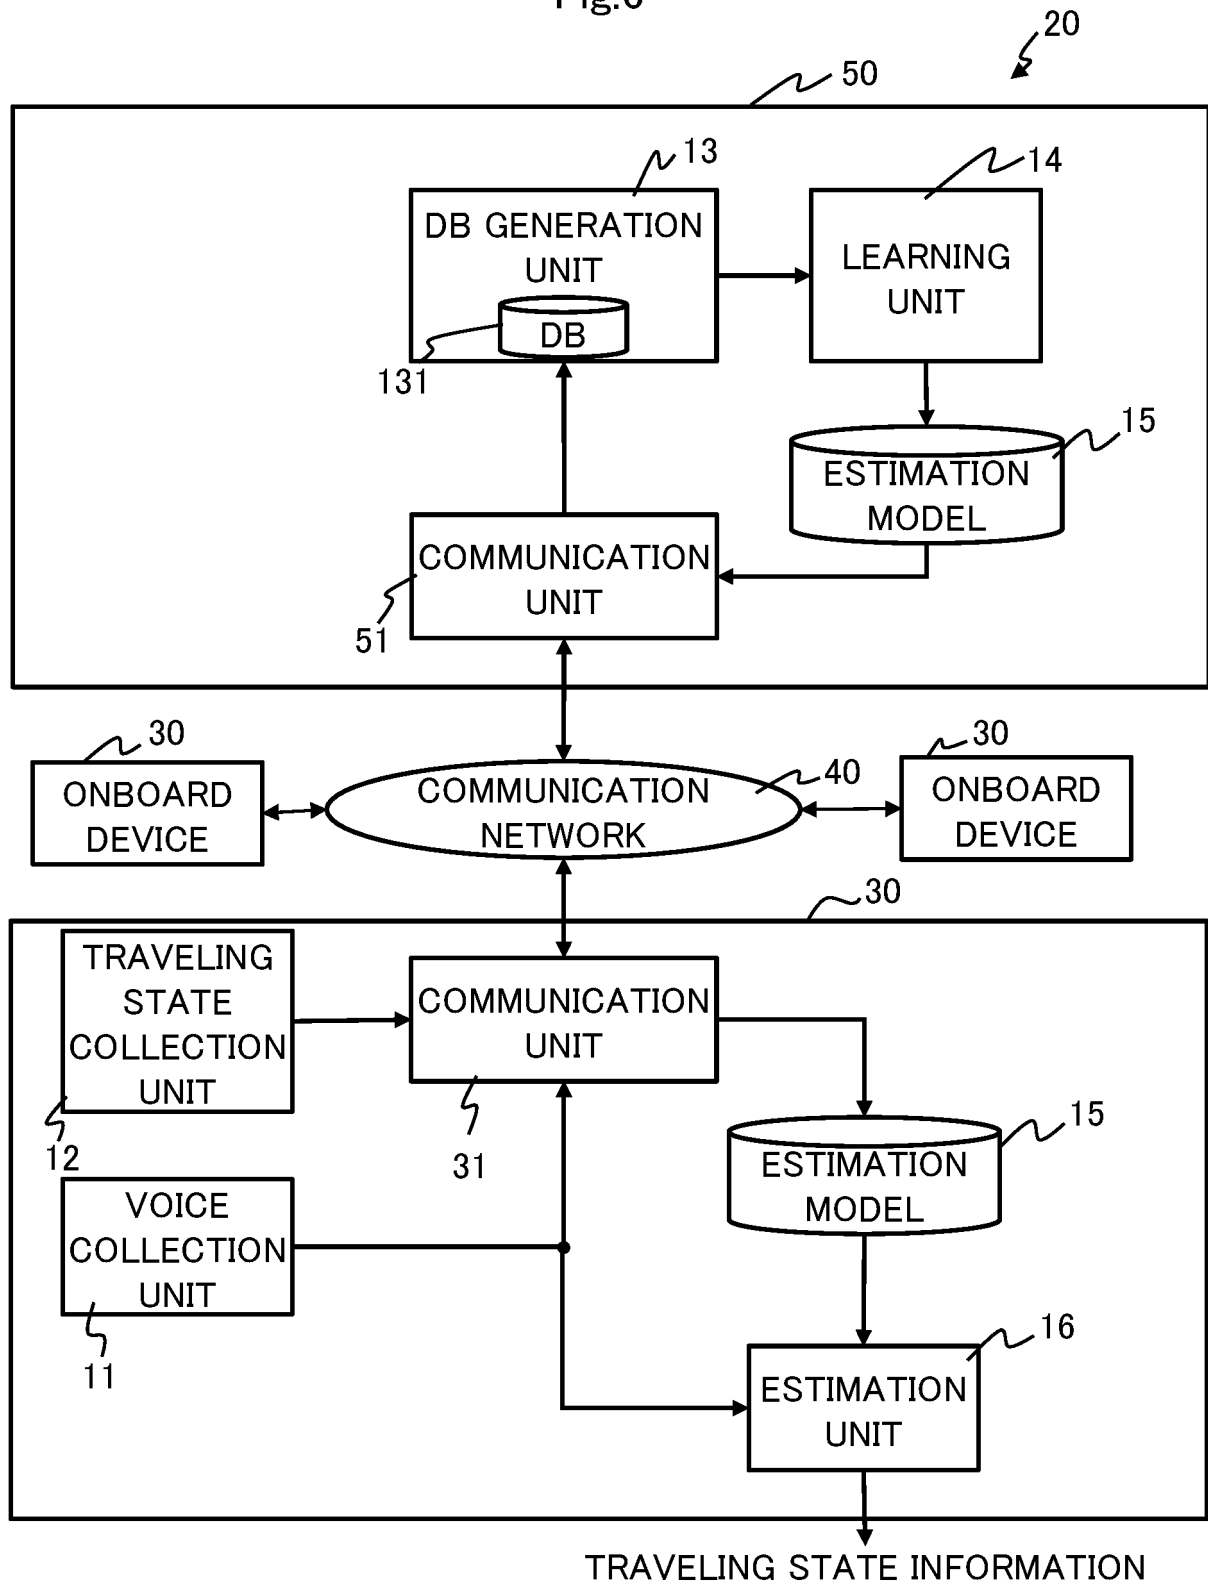 20
50
13
14
DB GENERATION
UNIT
DB
131
LEARNING
UNIT
15
ESTIMATION
MODEL
COMMUNICATION
UNIT
51
30
ONBOARD
DEVICE
40
COMMUNICATION
NETWORK
30
ONBOARD
DEVICE
30
TRAVELING
STATE
COLLECTION
UNIT
12
COMMUNICATION
UNIT
31
15
ESTIMATION
MODEL
VOICE
COLLECTION
UNIT
11
16
ESTIMATION
UNIT
TRAVELING STATE INFORMATION